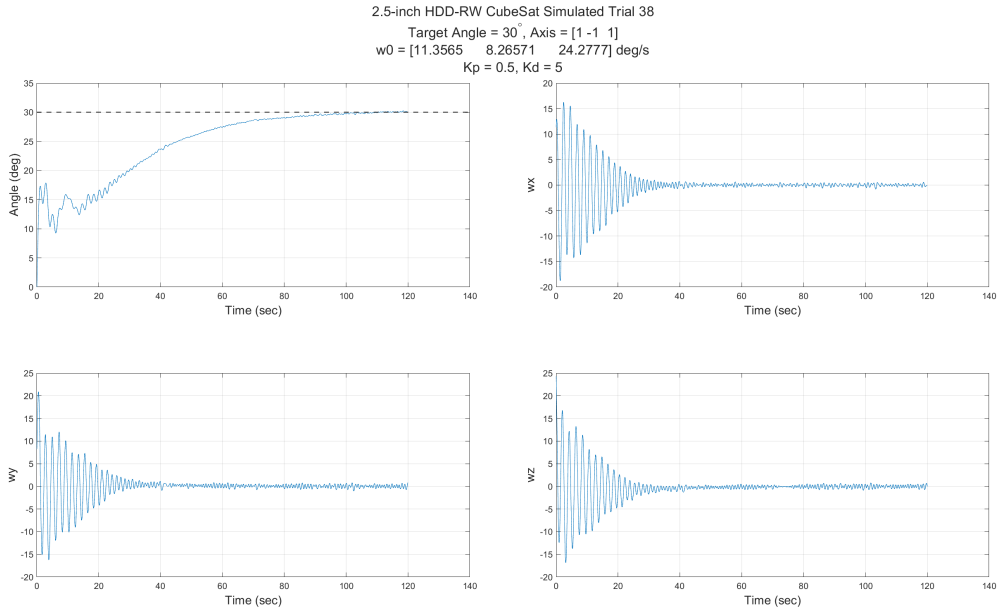 2.5-inch HDD-RW CubeSat Simulated Trial 38
Target Angle = 30°, Axis = [1 -1 1]
w0 = [11.3565 8.26571 24.2777] deg/s
Kp = 0.5, Kd = 5
35
30
25
20
15
10
5
0
Angle (deg)
0 20 40 60 80 100 120 140
Time (sec)
20
15
10
5
0
-5
-10
-15
-20
wx
0 20 40 60 80 100 120 140
Time (sec)
25
20
15
10
5
0
-5
-10
-15
-20
wy
0 20 40 60 80 100 120 140
Time (sec)
25
20
15
10
5
0
-5
-10
-15
-20
wz
0 20 40 60 80 100 120 140
Time (sec)